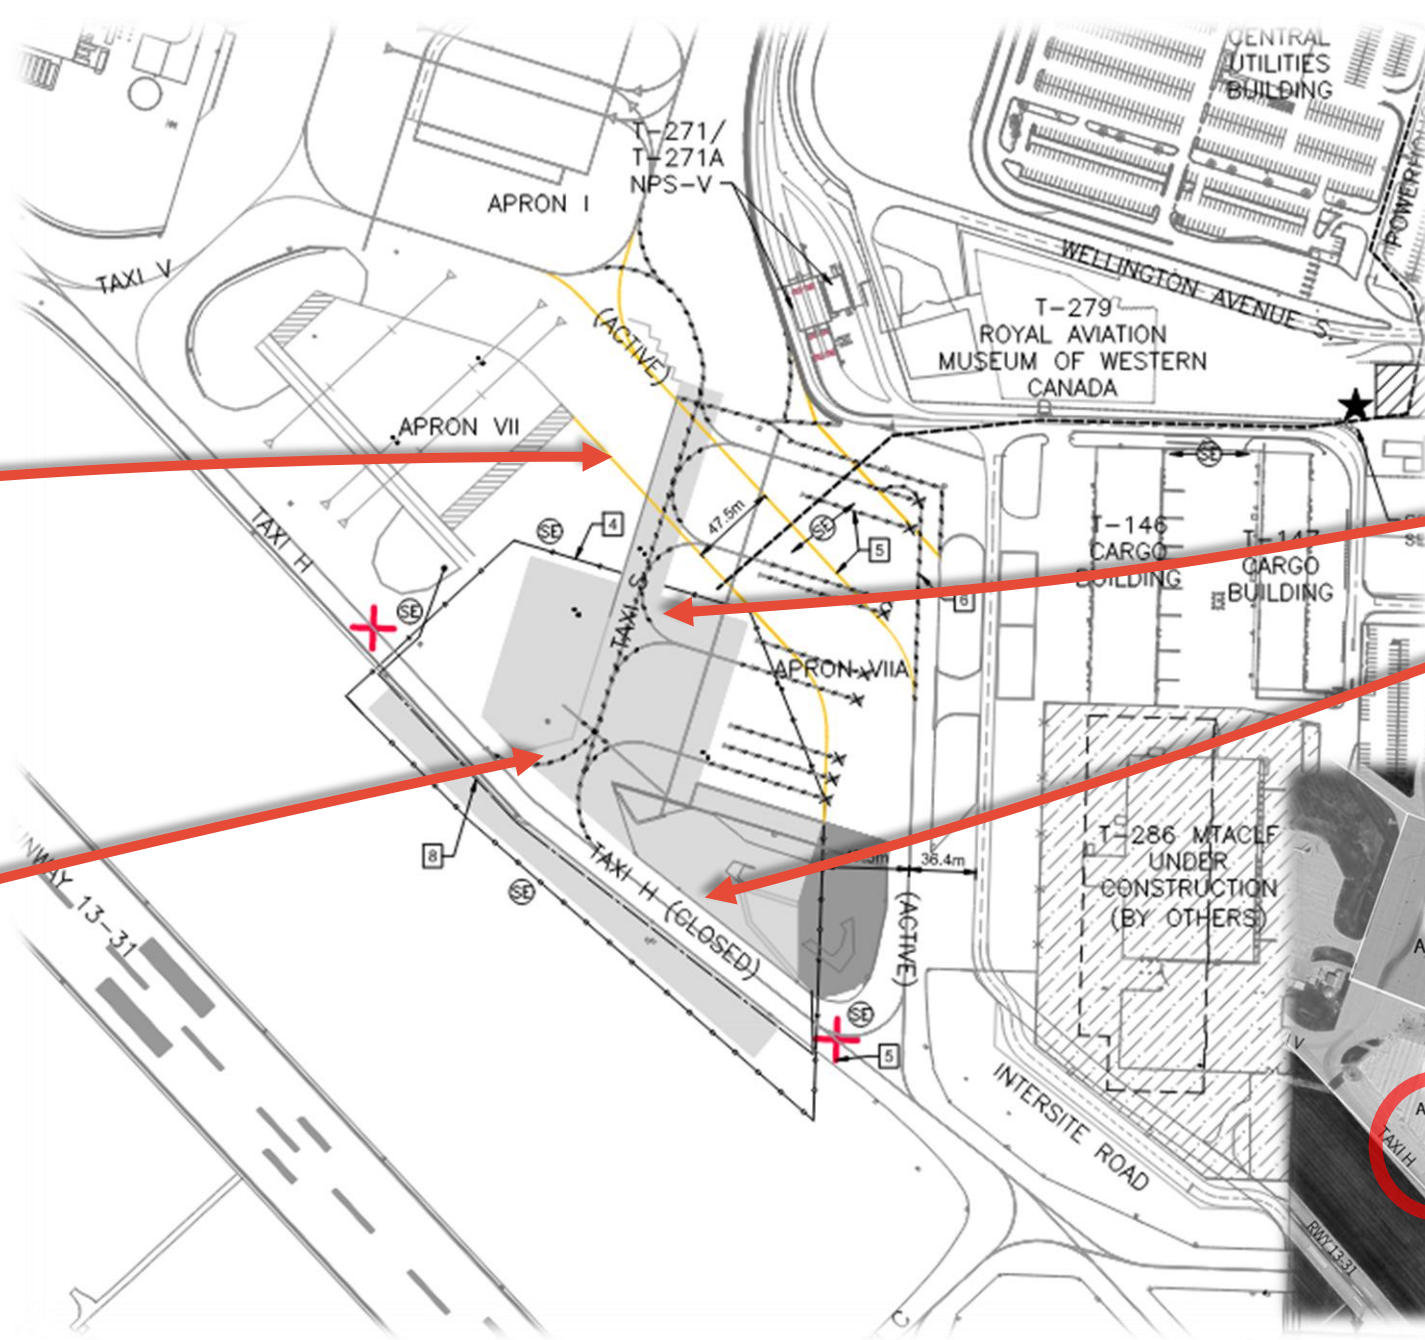 CENTRAL
UTILITIES
BUILDING
POWERH
T-271/
T-271A
NPS-V
APRON I
TAXI V
WELLINGTON AVENUE S.
T-279
ROYAL AVIATION
MUSEUM OF WESTERN
CANADA
(ACTIVE)
APRON VII
SE
T-146
CARGO
BUILDING
T-147
CARGO
BUILDING
47.5m
SE
5
SE
4
TAXI H
SE
6
TAXI S
APRON VIIA
8
SE
TAXI H (CLOSED)
36.4m
(ACTIVE)
T-286 MTACLF
UNDER
CONSTRUCTION
(BY OTHERS)
NWAY 13-31
SE
5
INTERSITE ROAD
C
A
V
A
TAXI H
RWY 13-31